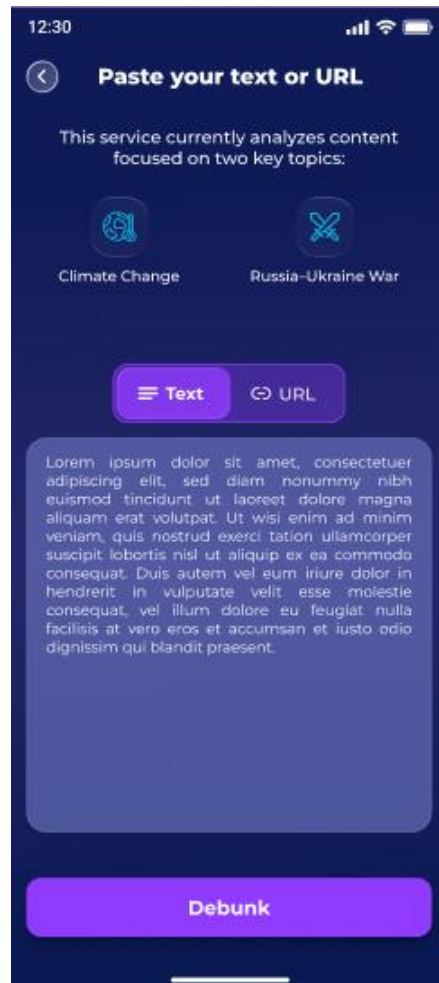 12:30
Paste your text or URL
This service currently analyzes content
focused on two key topics:
Climate Change
Russia–Ukraine War
Text
URL
Lorem ipsum dolor sit amet, consectetuer
adipiscing elit, sed diam nonummy nibh
euismod tincidunt ut laoreet dolore magna
aliquam erat volutpat. Ut wisi enim ad minim
veniam, quis nostrud exerci tation ullamcorper
suscipit lobortis nisl ut aliquip ex ea commodo
consequat. Duis autem vel eum iriure dolor in
hendrerit in vulputate velit esse molestie
consequat, vel illum dolore eu feugiat nulla
facilisis at vero eros et accumsan et iusto odio
dignissim qui blandit praesent.
Debunk